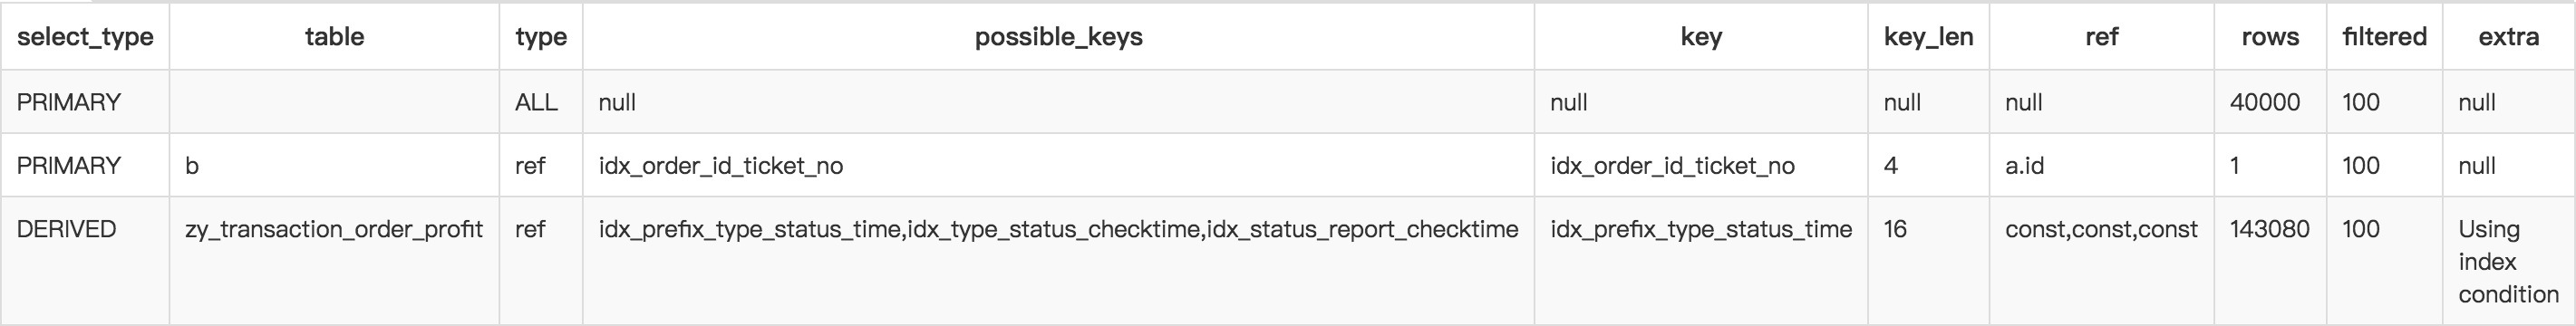 select_type table type possible_keys key key_len ref rows filtered extra
PRIMARY ALL null null null null 40000 100 null
PRIMARY b ref idx_order_id_ticket_no idx_order_id_ticket_no 4 a.id 1 100 null
DERIVED zy_transaction_order_profit ref idx_prefix_type_status_time,idx_type_status_checktime,idx_status_report_checktime idx_prefix_type_status_time 16 const,const,const 143080 100 Using
index
condition